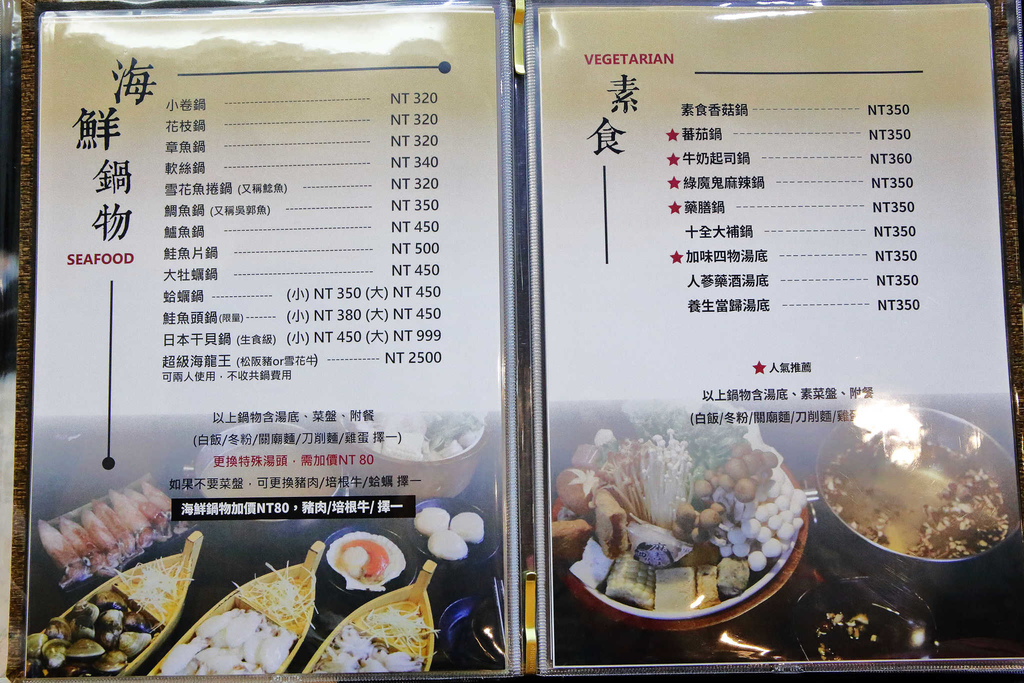 海鮮鍋物
SEAFOOD
小卷鍋 NT 320
花枝鍋 NT 320
章魚鍋 NT 320
軟絲鍋 NT 340
雪花魚捲鍋 (又稱鯰魚) NT 320
鯛魚鍋 (又稱吳郭魚) NT 350
鱸魚鍋 NT 450
鮭魚片鍋 NT 500
大牡蠣鍋 NT 450
蛤蠣鍋 (小) NT 350 (大) NT 450
鮭魚頭鍋(限量) (小) NT 380 (大) NT 450
日本干貝鍋 (生食級) (小) NT 450 (大) NT 999
超級海龍王 (松阪豬or雪花牛) NT 2500
可兩人使用，不收共鍋費用
以上鍋物含湯底、菜盤、附餐
(白飯/冬粉/關廟麵/刀削麵/雞蛋 擇一)
更換特殊湯頭，需加價NT 80
如果不要菜盤，可更換豬肉/培根牛/蛤蠣 擇一
海鮮鍋物加價NT80，豬肉/培根牛/ 擇一
VEGETARIAN
素食
素食香菇鍋 NT350
★蕃茄鍋 NT350
★牛奶起司鍋 NT360
★綠魔鬼麻辣鍋 NT350
★藥膳鍋 NT350
十全大補鍋 NT350
★加味四物湯底 NT350
人蔘藥酒湯底 NT350
養生當歸湯底 NT350
★人氣推薦
以上鍋物含湯底、素菜盤、附餐
(白飯/冬粉/關廟麵/刀削麵/雞蛋